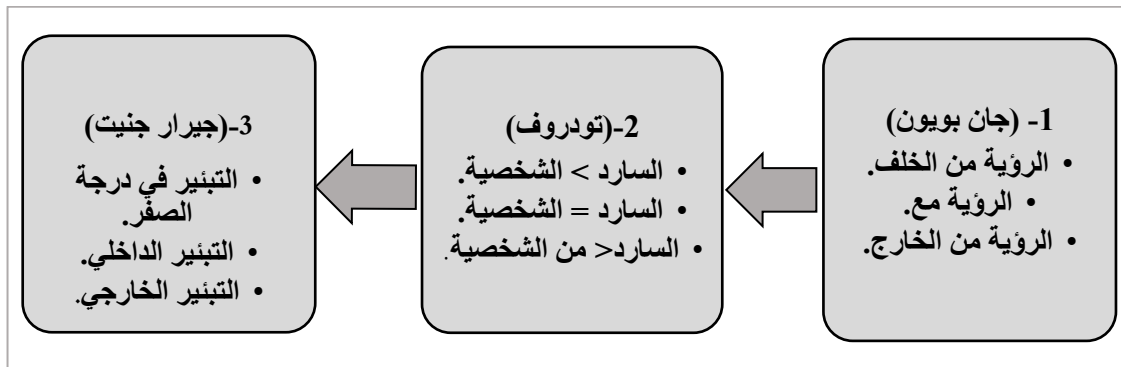 1- (جان بويون)
• الرؤية من الخلف.
• الرؤية مع.
• الرؤية من الخارج.
2-(تودروف)
• السارد > الشخصية.
• السارد = الشخصية.
• السارد< من الشخصية.
3-(جيرار جنيت)
• التبئير في درجة
الصفر.
• التبئير الداخلي.
• التبئير الخارجي.